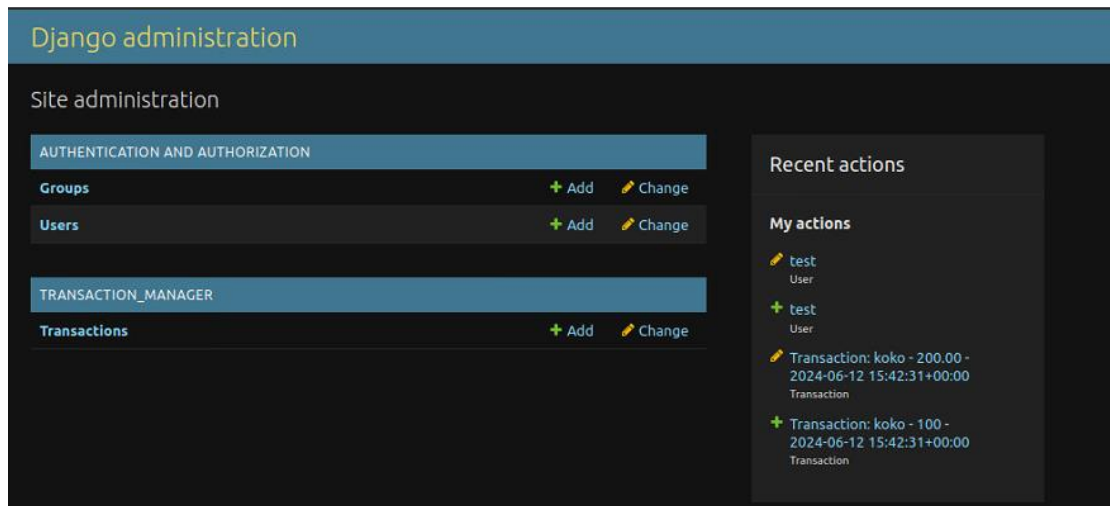 Django administration
Site administration
AUTHENTICATION AND AUTHORIZATION
Groups Add Change
Users Add Change
TRANSACTION_MANAGER
Transactions Add Change
Recent actions
My actions
test
User
test
User
Transaction: koko - 200.00 -
2024-06-12 15:42:31+00:00
Transaction
Transaction: koko - 100 -
2024-06-12 15:42:31+00:00
Transaction